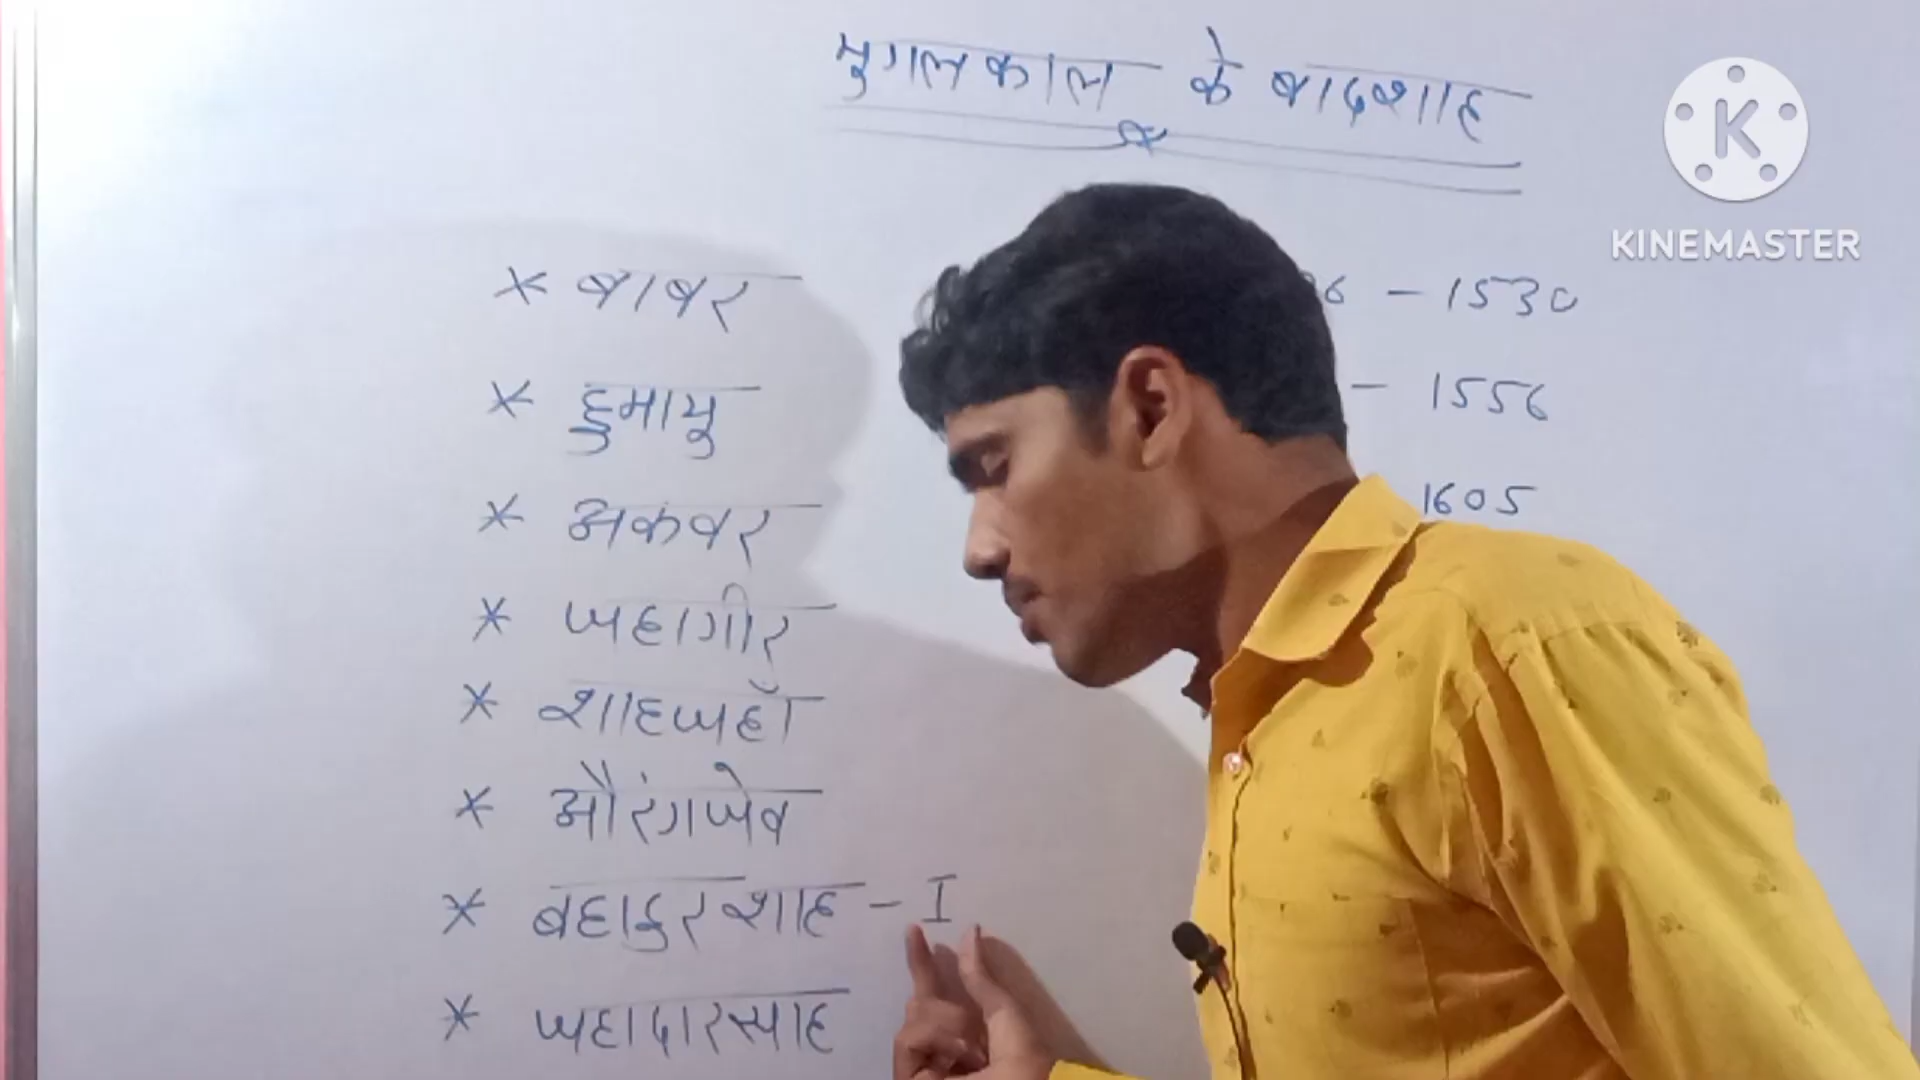 मुगल काल के बादशाह
K
KINEMASTER
* बाबर 6 - 1530
* हुमायु - 1556
* अकबर 1605
* जहागीर
* शाहजहाँ
* औरंगजेब
* बहादुर शाह - I
* जहादारसाह